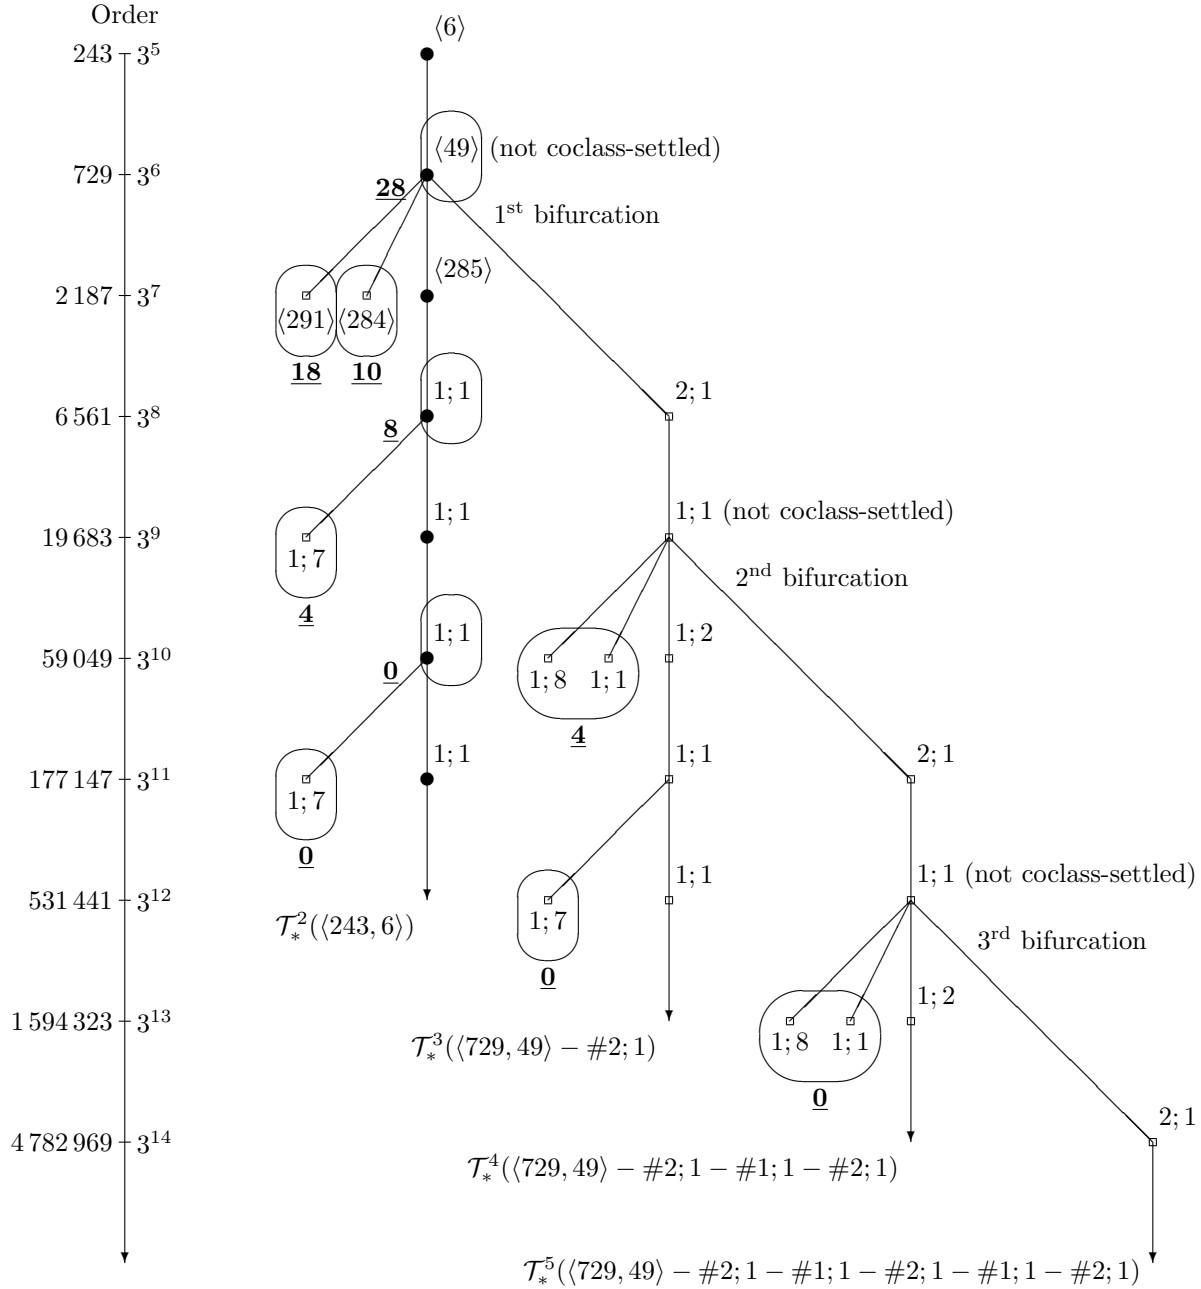 Order
⟨6⟩
243 3^5
⟨49⟩ (not coclass-settled)
729 3^6
28
1st bifurcation
⟨285⟩
2 187 3^7
⟨291⟩ ⟨284⟩
18 10
1; 1
2; 1
6 561 3^8
8
1; 1
1; 1 (not coclass-settled)
19 683 3^9
1; 7
2nd bifurcation
4
1; 1
1; 2
59 049 3^10
0
1; 8 1; 1
4
1; 1
1; 1
2; 1
177 147 3^11
1; 7
0
1; 1
1; 1 (not coclass-settled)
531 441 3^12
1; 7
𝒯_*^2(⟨243, 6⟩)
3rd bifurcation
0
1; 2
1 594 323 3^13
1; 8 1; 1
𝒯_*^3(⟨729, 49⟩ − #2; 1)
0
2; 1
4 782 969 3^14
𝒯_*^4(⟨729, 49⟩ − #2; 1 − #1; 1 − #2; 1)
𝒯_*^5(⟨729, 49⟩ − #2; 1 − #1; 1 − #2; 1 − #1; 1 − #2; 1)